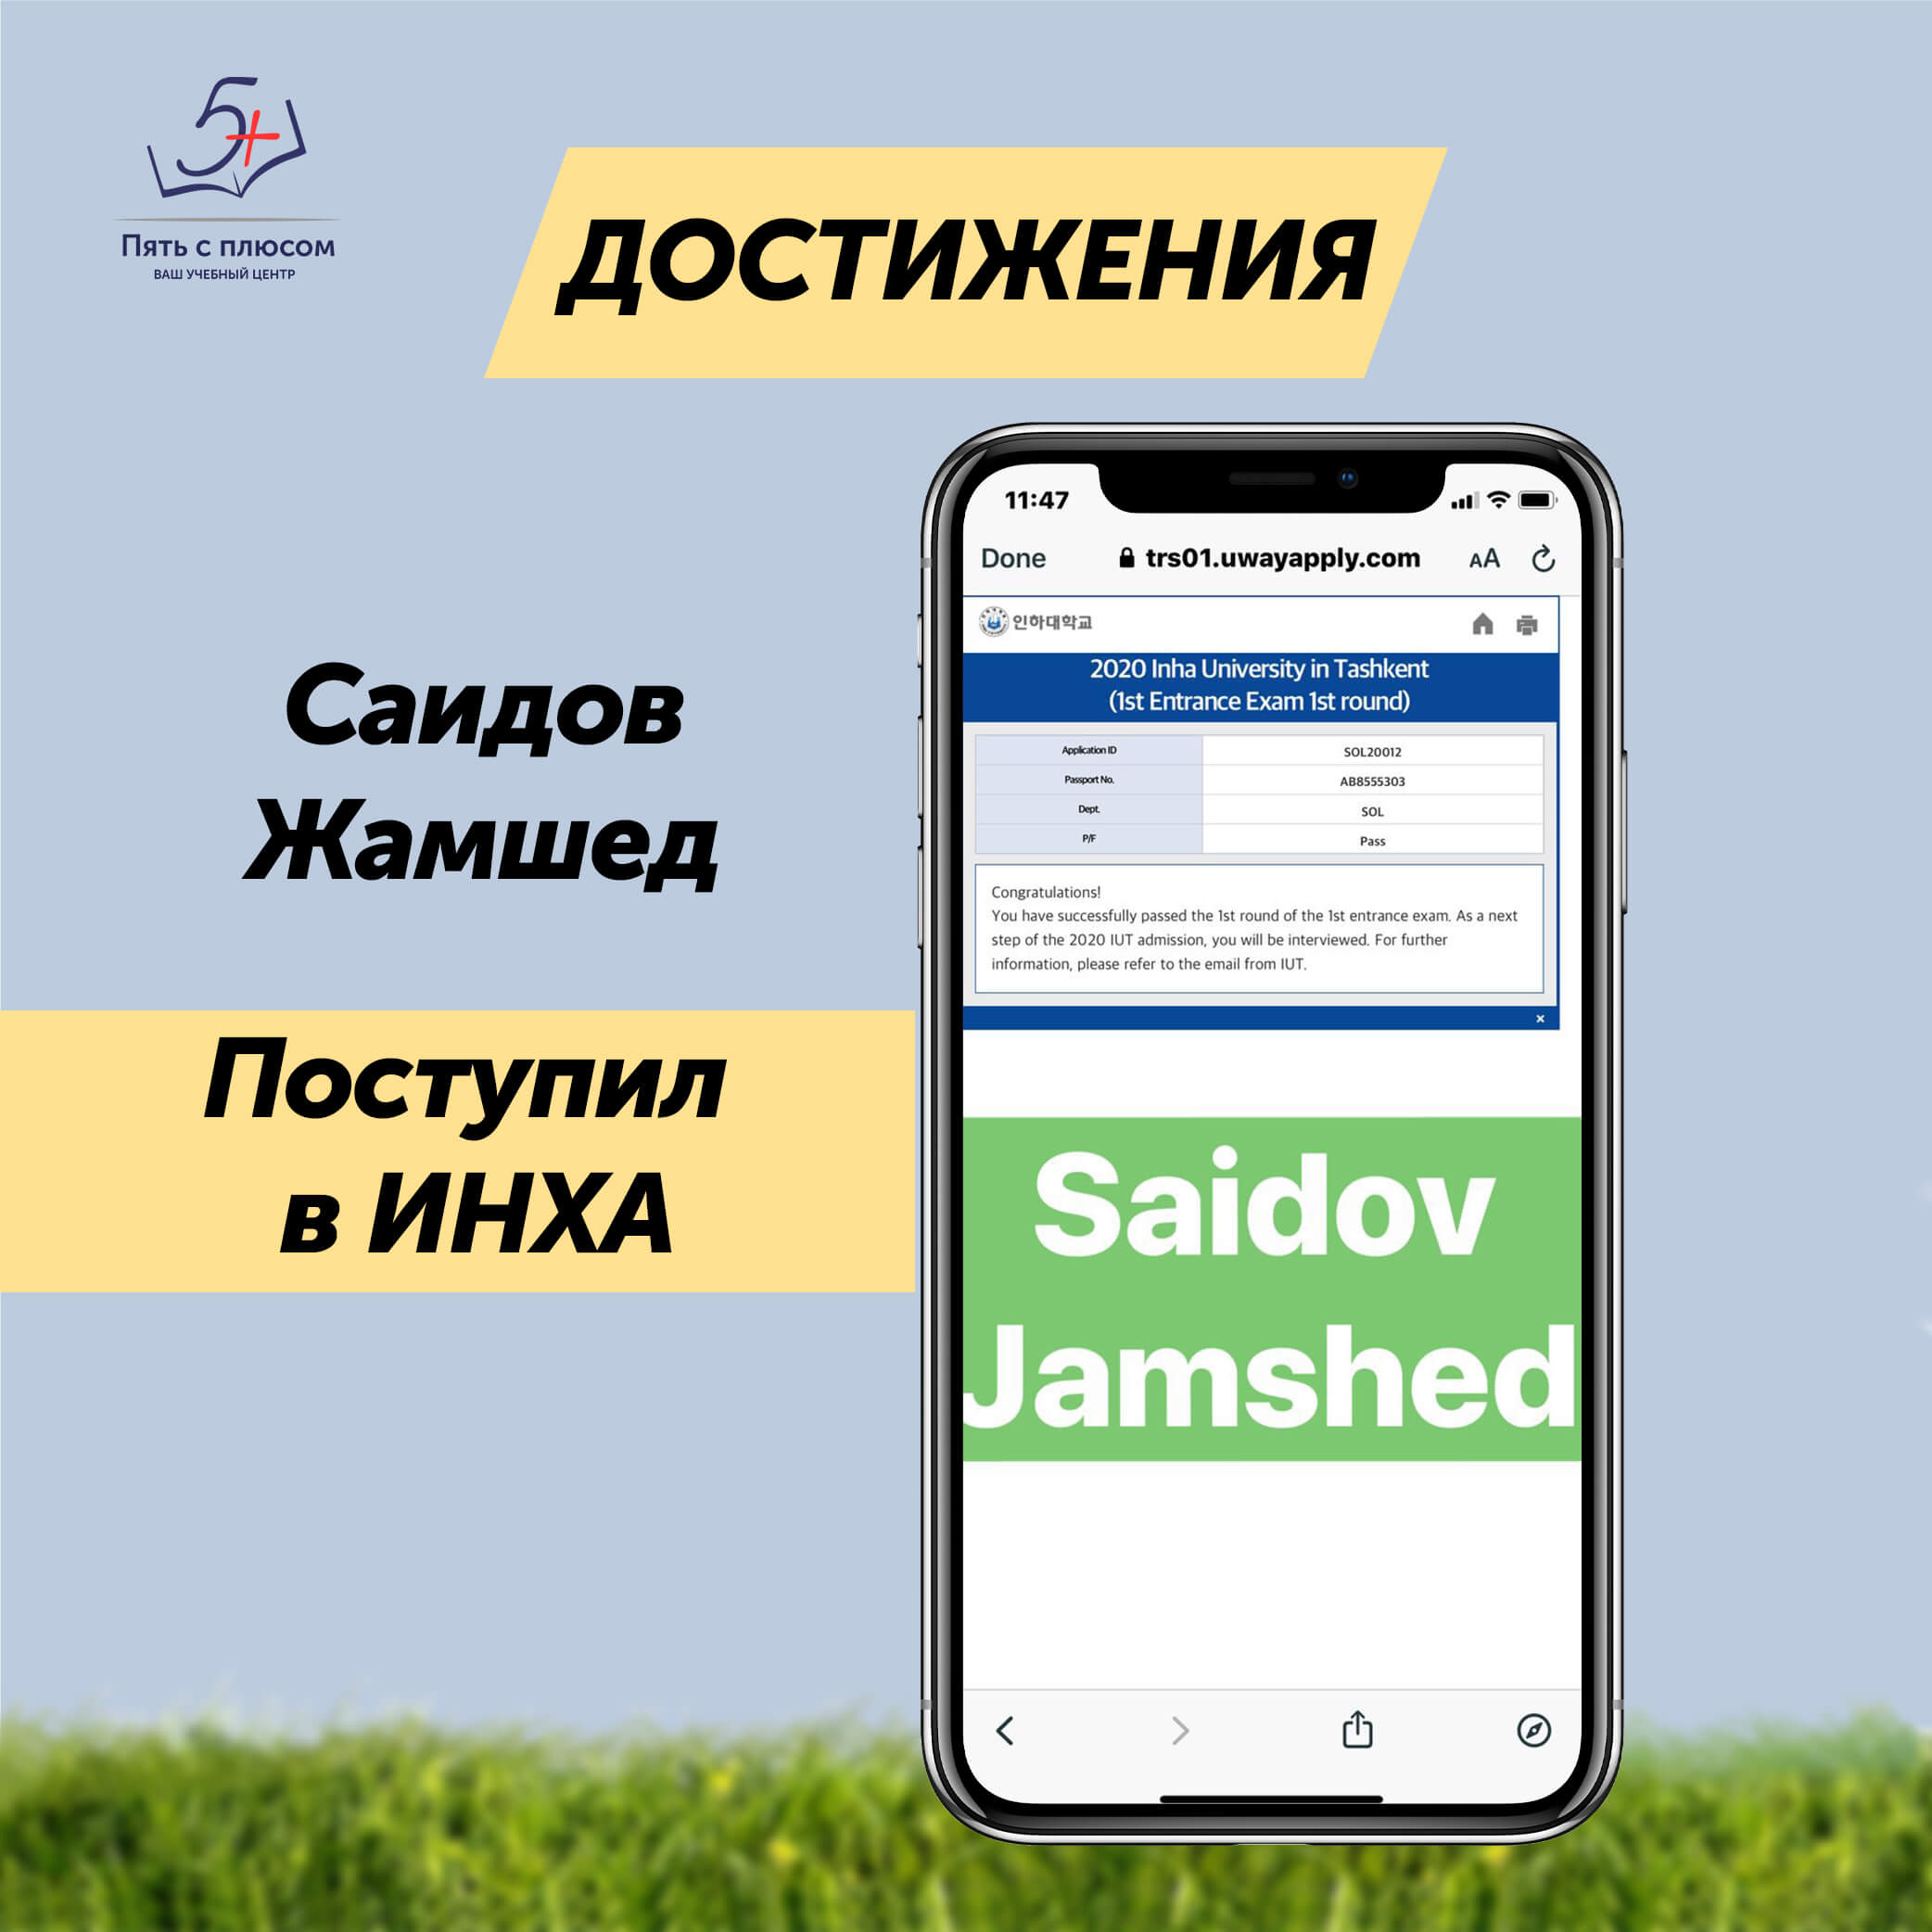 5+
Пять с плюсом
ВАШ УЧЕБНЫЙ ЦЕНТР
ДОСТИЖЕНИЯ
Саидов
Жамшед
Поступил
в ИНХА
11:47
Done trs01.uwayapply.com AA
인하대학교
2020 Inha University in Tashkent
(1st Entrance Exam 1st round)
Application ID SOL20012
Passport No. AB8555303
Dept. SOL
P/F Pass
Congratulations!
You have successfully passed the 1st round of the 1st entrance exam. As a next
step of the 2020 IUT admission, you will be interviewed. For further
information, please refer to the email from IUT.
Saidov
Jamshed